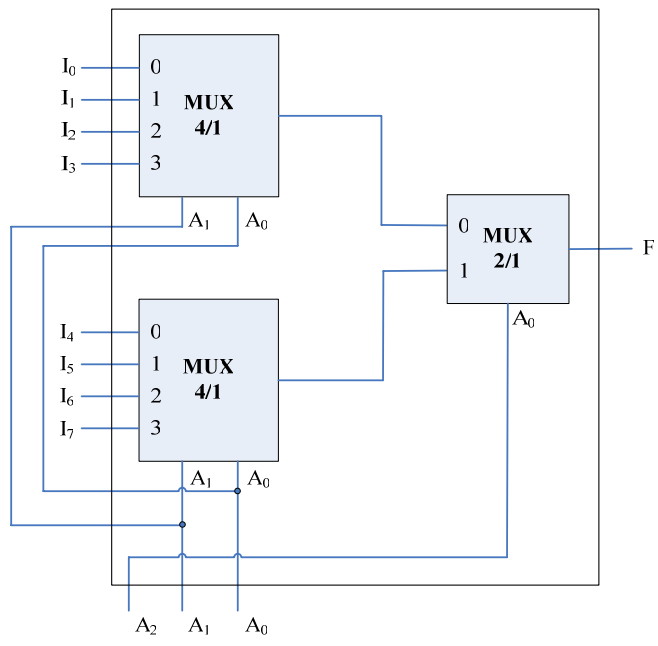 I₀ 0
I₁ 1
I₂ 2
I₃ 3
MUX
4/1
A₁ A₀
0
1
MUX
2/1
F
A₀
I₄ 0
I₅ 1
I₆ 2
I₇ 3
MUX
4/1
A₁ A₀
A₂ A₁ A₀